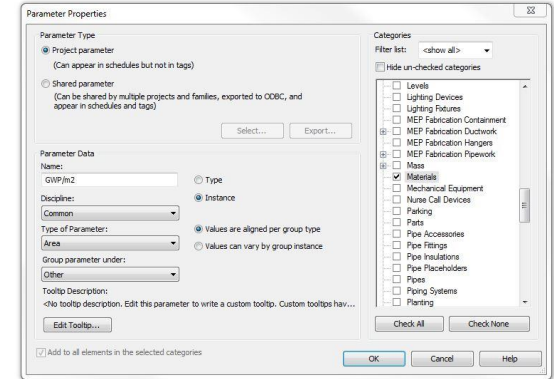 Parameter Properties
Parameter Type
Project parameter
(Can appear in schedules but not in tags)
Shared parameter
(Can be shared by multiple projects and families, exported to ODBC, and
appear in schedules and tags)
Select...
Export...
Parameter Data
Name:
GWP/m2
Type
Discipline:
Instance
Common
Type of Parameter:
Values are aligned per group type
Area
Values can vary by group instance
Group parameter under:
Other
Tooltip Description:
<No tooltip description. Edit this parameter to write a custom tooltip. Custom tooltips hav...
Edit Tooltip...
Add to all elements in the selected categories
Categories
Filter list:
<show all>
Hide un-checked categories
Levels
Lighting Devices
Lighting Fixtures
MEP Fabrication Containment
MEP Fabrication Ductwork
MEP Fabrication Hangers
MEP Fabrication Pipework
Mass
Materials
Mechanical Equipment
Nurse Call Devices
Parking
Parts
Pipe Accessories
Pipe Fittings
Pipe Insulations
Pipe Placeholders
Pipes
Piping Systems
Planting
Check All
Check None
OK
Cancel
Help